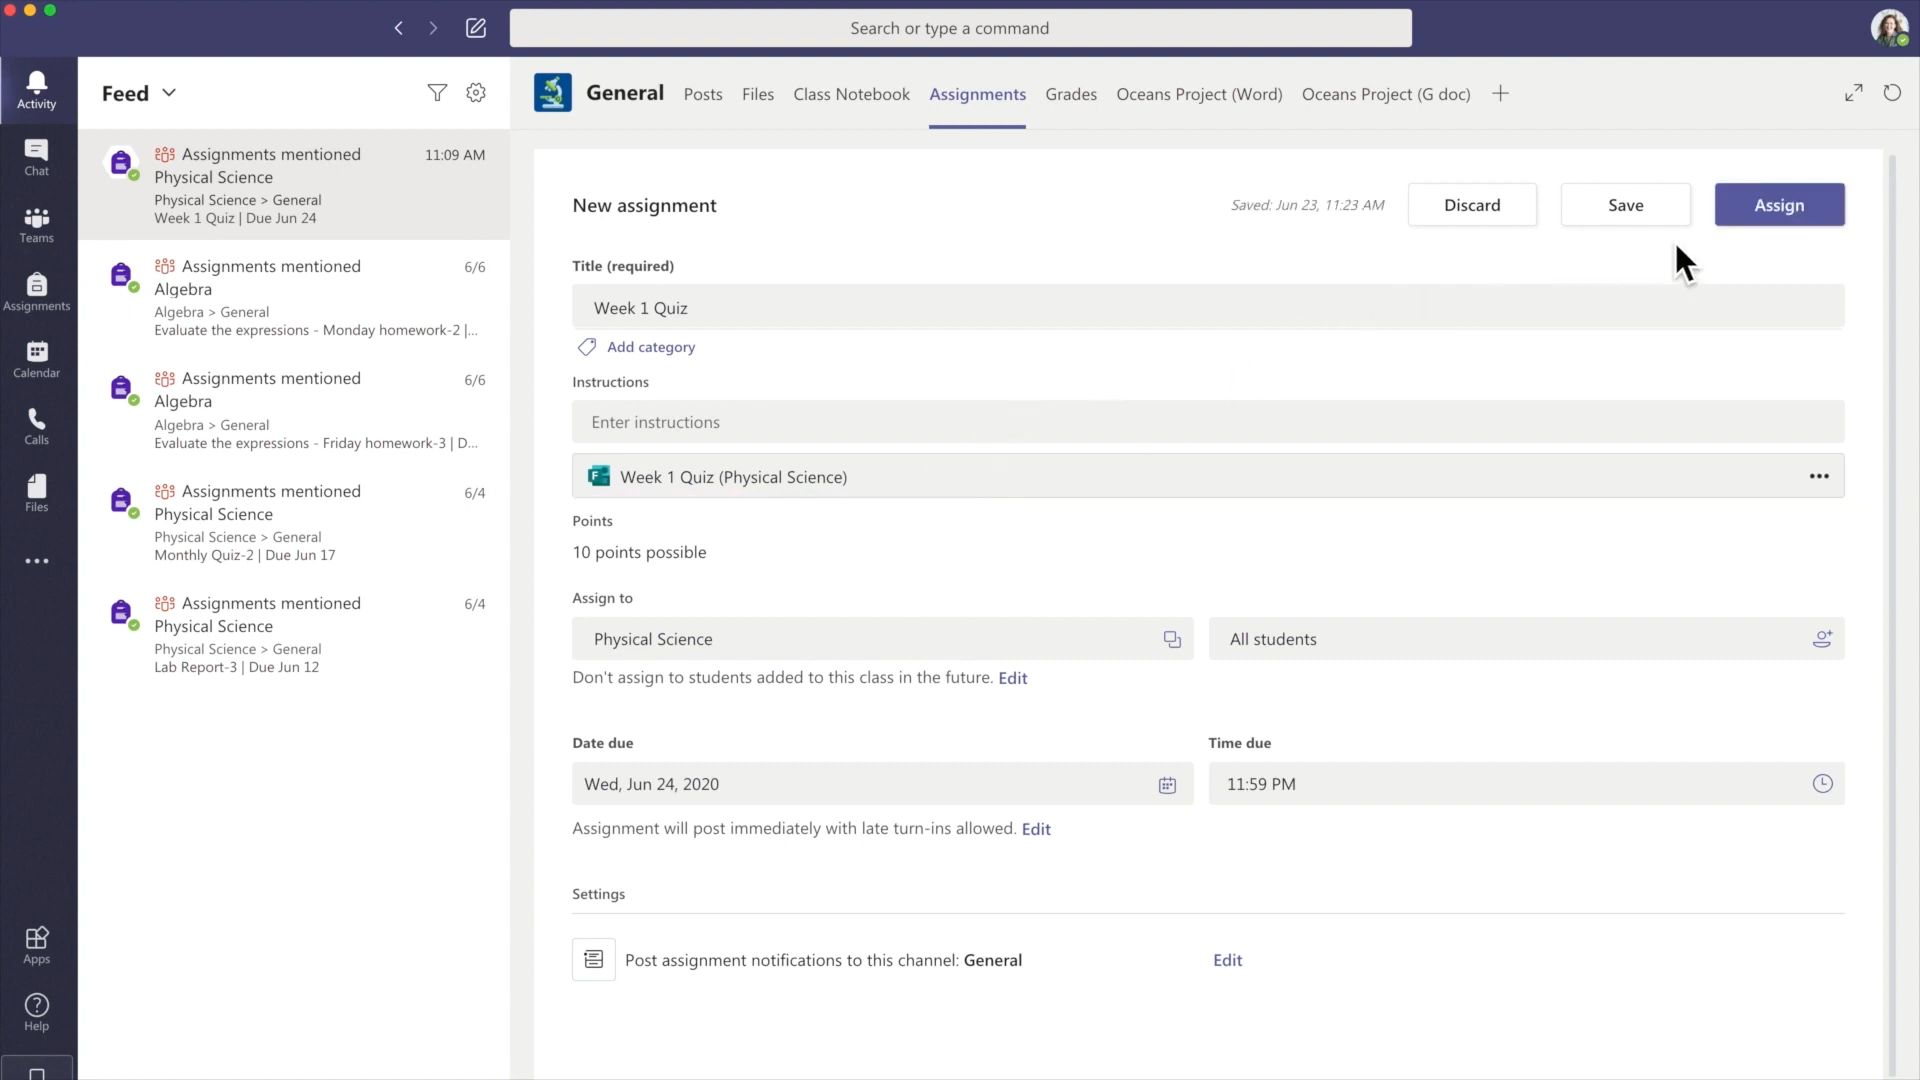 Search or type a command
Activity
Chat
Teams
Assignments
Calendar
Calls
Files
Apps
Help
Feed
Assignments mentioned 11:09 AM
Physical Science
Physical Science > General
Week 1 Quiz | Due Jun 24
Assignments mentioned 6/6
Algebra
Algebra > General
Evaluate the expressions - Monday homework-2 |...
Assignments mentioned 6/6
Algebra
Algebra > General
Evaluate the expressions - Friday homework-3 | D...
Assignments mentioned 6/4
Physical Science
Physical Science > General
Monthly Quiz-2 | Due Jun 17
Assignments mentioned 6/4
Physical Science
Physical Science > General
Lab Report-3 | Due Jun 12
General Posts Files Class Notebook Assignments Grades Oceans Project (Word) Oceans Project (G doc)
New assignment Saved: Jun 23, 11:23 AM Discard Save Assign
Title (required)
Week 1 Quiz
Add category
Instructions
Enter instructions
F Week 1 Quiz (Physical Science)
Points
10 points possible
Assign to
Physical Science All students
Don't assign to students added to this class in the future. Edit
Date due Time due
Wed, Jun 24, 2020 11:59 PM
Assignment will post immediately with late turn-ins allowed. Edit
Settings
Post assignment notifications to this channel: General Edit